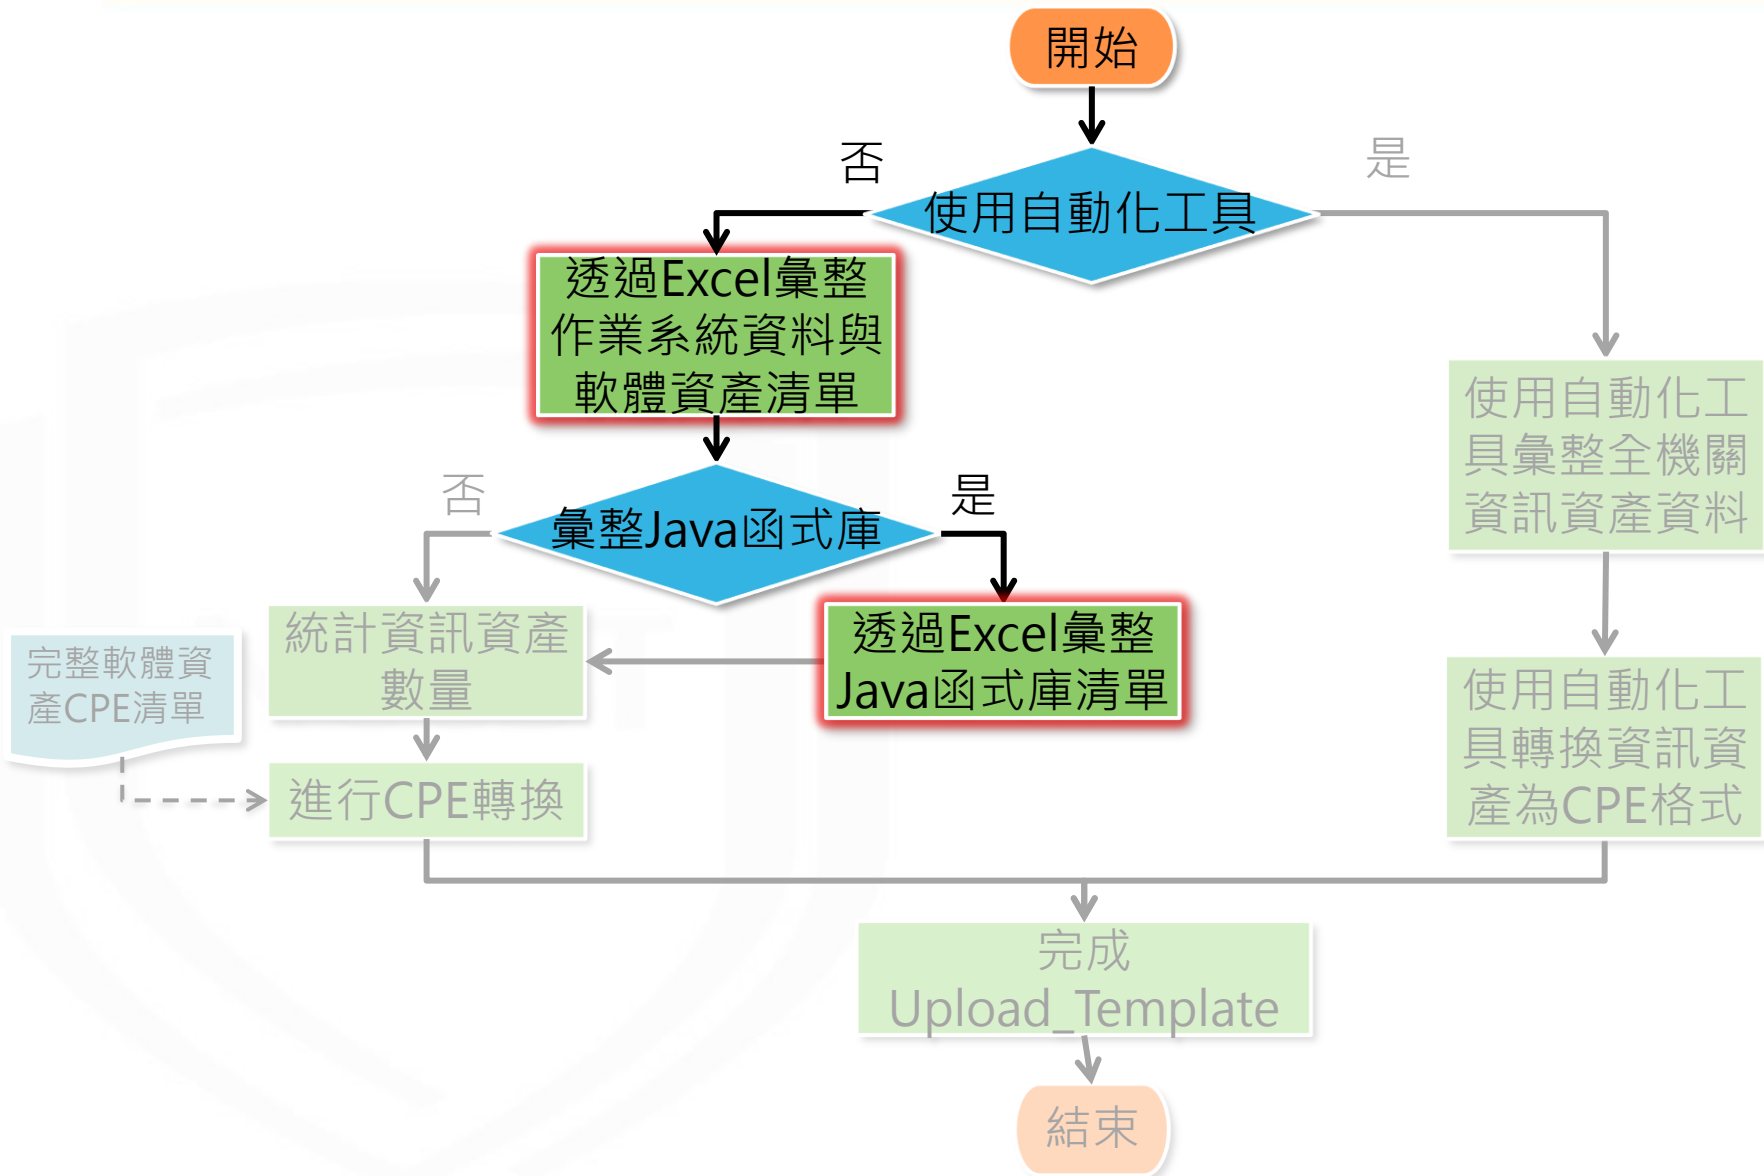 開始
否
是
使用自動化工具
透過Excel彙整
作業系統資料與
軟體資產清單
使用自動化工
具彙整全機關
資訊資產資料
否
是
彙整Java函式庫
統計資訊資產
數量
透過Excel彙整
Java函式庫清單
完整軟體資
產CPE清單
使用自動化工
具轉換資訊資
產為CPE格式
進行CPE轉換
完成
Upload_Template
結束